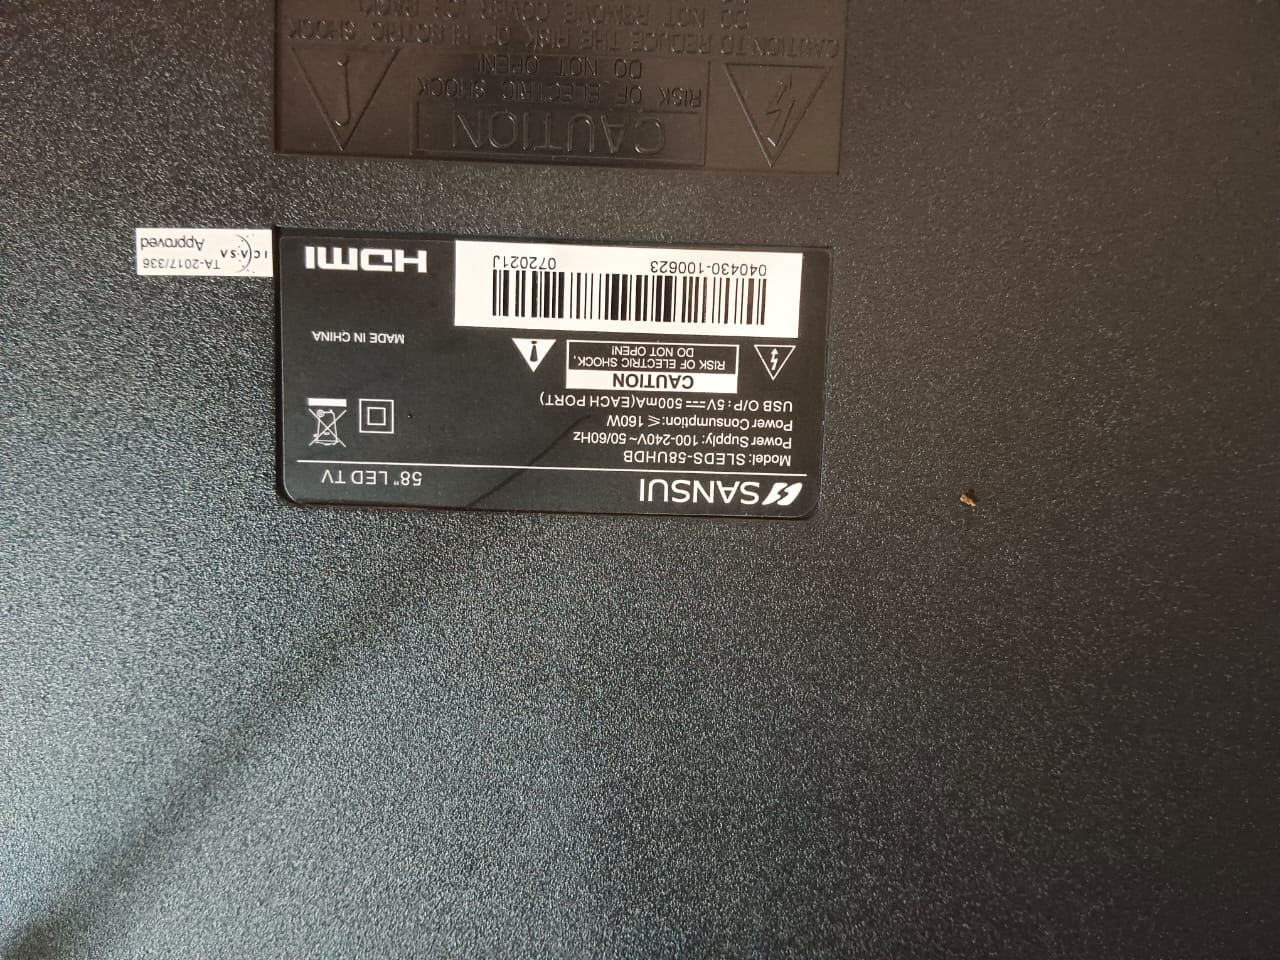 SANSUI
58" LED TV
Model: SLEDS-58UHDB
Power Supply: 100-240V~ 50/60Hz
Power Consumption: ≤ 160W
USB O/P: 5V⎓500mA(EACH PORT)
CAUTION
RISK OF ELECTRIC SHOCK,
DO NOT OPEN!
MADE IN CHINA
040430-100623
072021J
HDMI
TA-2017/336
I C A S A
Approved
CAUTION
RISK OF ELECTRIC SHOCK
DO NOT OPEN!
CAUTION TO REDUCE THE RISK OF ELECTRIC SHOCK
DO NOT REMOVE COVER (OR BACK)